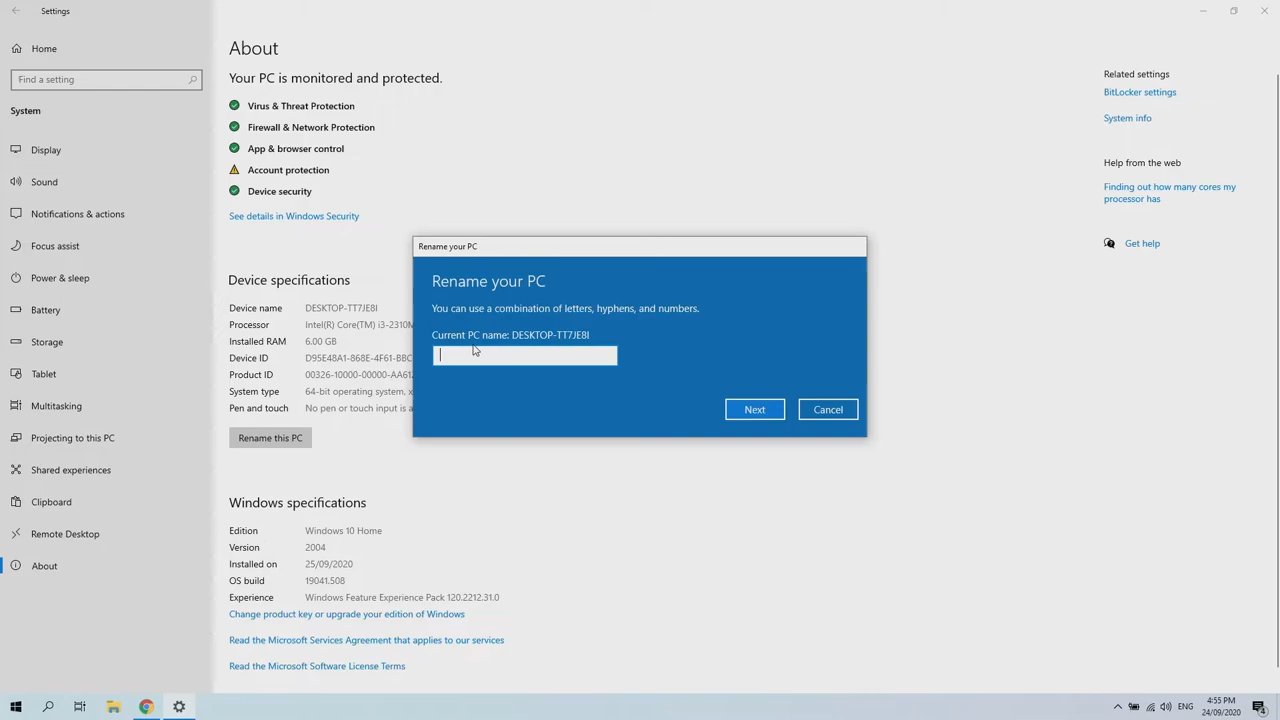 Settings
Home
Find a setting
System
Display
Sound
Notifications & actions
Focus assist
Power & sleep
Battery
Storage
Tablet
Multitasking
Projecting to this PC
Shared experiences
Clipboard
Remote Desktop
About
About
Your PC is monitored and protected.
Virus & Threat Protection
Firewall & Network Protection
App & browser control
Account protection
Device security
See details in Windows Security
Device specifications
Device name DESKTOP-TT7JE8I
Processor Intel(R) Core(TM) i3-2310M
Installed RAM 6.00 GB
Device ID D95E48A1-868E-4F61-BBC
Product ID 00326-10000-00000-AA61
System type 64-bit operating system, x
Pen and touch No pen or touch input is a
Rename this PC
Windows specifications
Edition Windows 10 Home
Version 2004
Installed on 25/09/2020
OS build 19041.508
Experience Windows Feature Experience Pack 120.2212.31.0
Change product key or upgrade your edition of Windows
Read the Microsoft Services Agreement that applies to our services
Read the Microsoft Software License Terms
Rename your PC
Rename your PC
You can use a combination of letters, hyphens, and numbers.
Current PC name: DESKTOP-TT7JE8I
Next Cancel
Related settings
BitLocker settings
System info
Help from the web
Finding out how many cores my
processor has
Get help
ENG
4:55 PM
24/09/2020
4